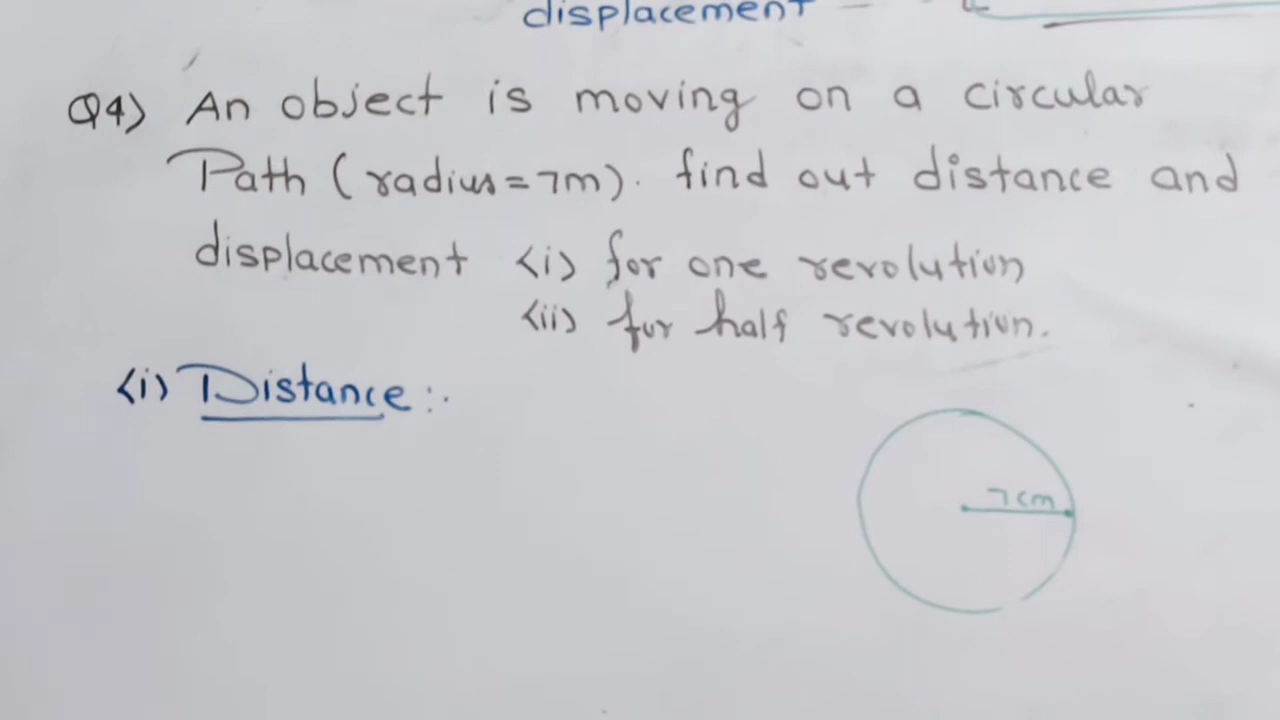 displacement
Q4) An object is moving on a circular
Path (radius=7m). find out distance and
displacement <i> for one revolution
<ii> for half revolution.
<i> Distance:.
7cm